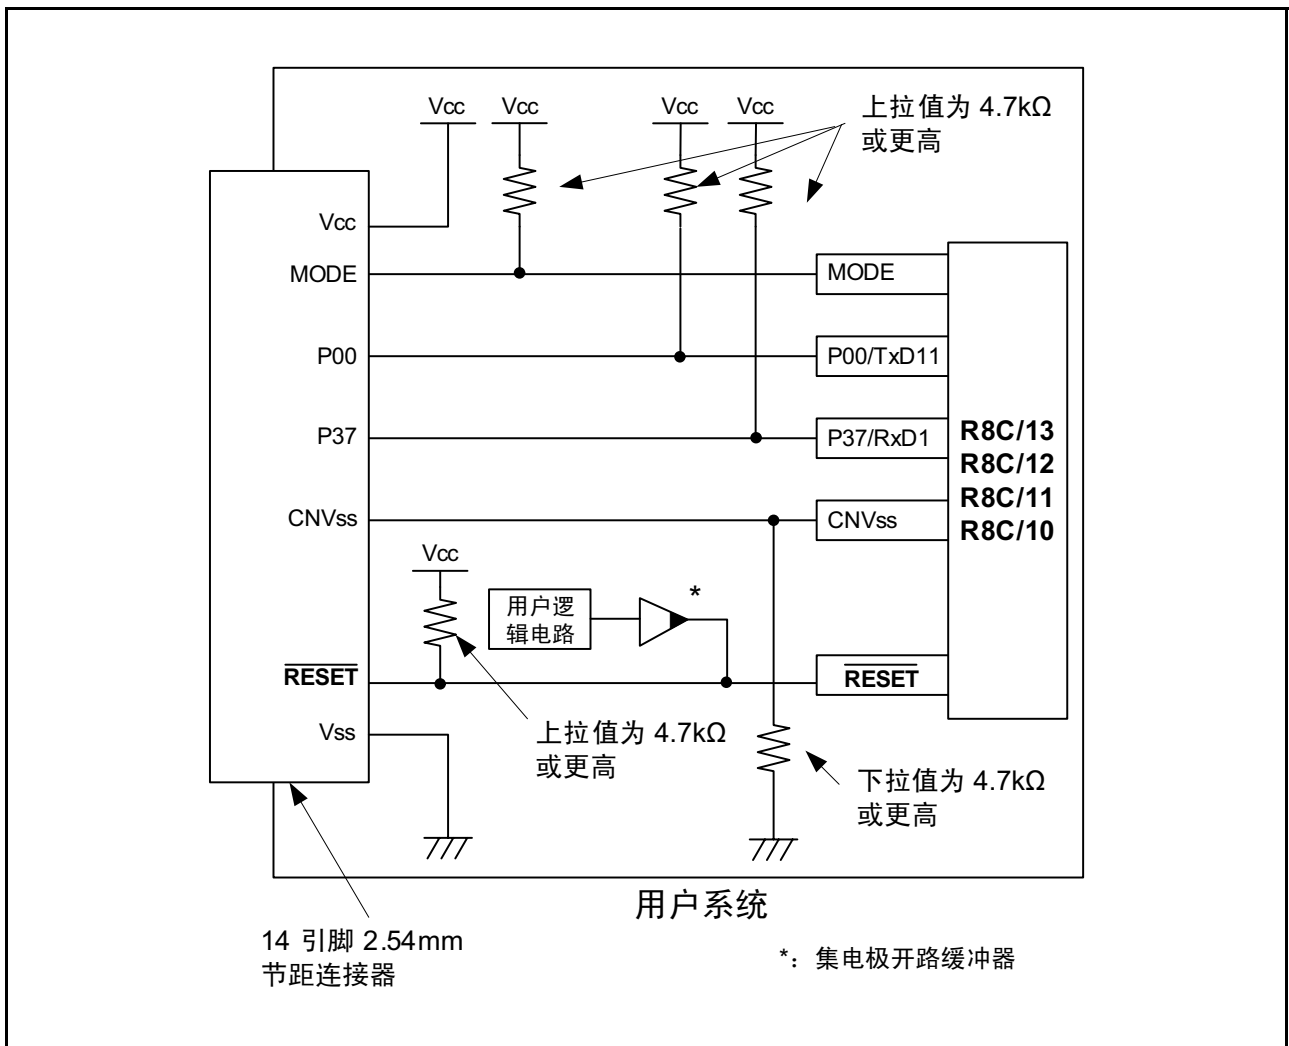 Vcc
Vcc
Vcc
Vcc
上拉值为 4.7kΩ
或更高
Vcc
MODE
MODE
P00
P00/TxD11
P37
P37/RxD1
R8C/13
R8C/12
R8C/11
R8C/10
CNVss
CNVss
Vcc
用户逻
辑电路
*
RESET
RESET
Vss
上拉值为 4.7kΩ
或更高
下拉值为 4.7kΩ
或更高
用户系统
14 引脚 2.54mm
节距连接器
*：集电极开路缓冲器